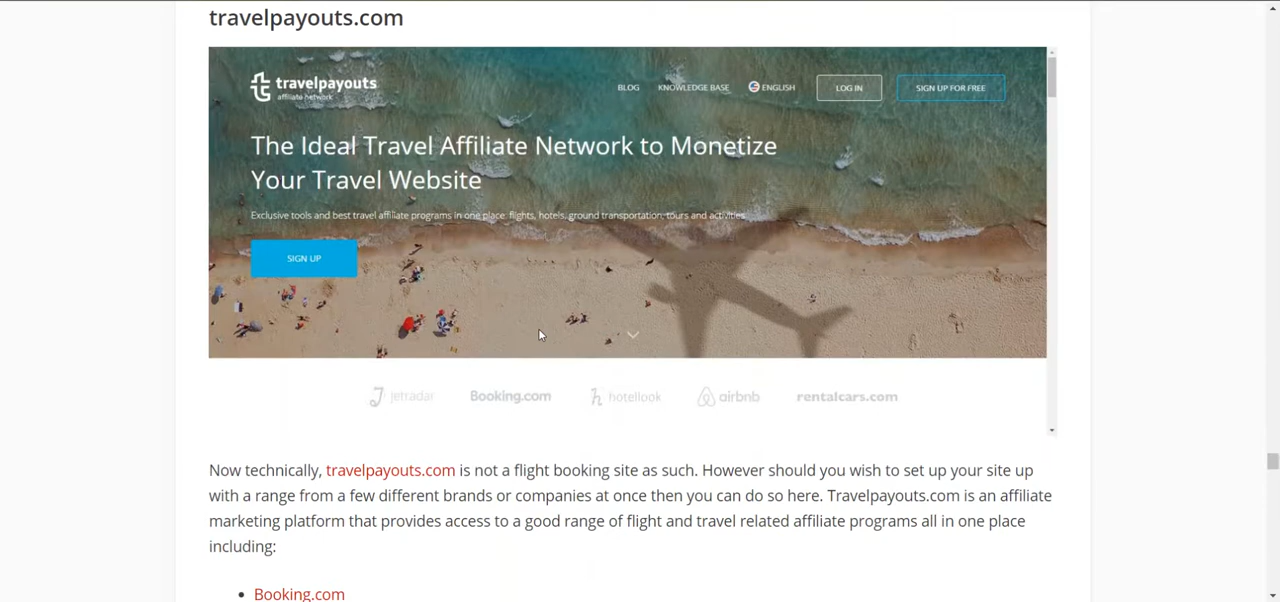 travelpayouts.com
travelpayouts
affiliate network
BLOG KNOWLEDGE BASE ENGLISH LOG IN SIGN UP FOR FREE
The Ideal Travel Affiliate Network to Monetize
Your Travel Website
Exclusive tools and best travel affiliate programs in one place: flights, hotels, ground transportation, tours and activities
SIGN UP
jetradar Booking.com hotellook airbnb rentalcars.com
Now technically, travelpayouts.com is not a flight booking site as such. However should you wish to set up your site up
with a range from a few different brands or companies at once then you can do so here. Travelpayouts.com is an affiliate
marketing platform that provides access to a good range of flight and travel related affiliate programs all in one place
including:
• Booking.com